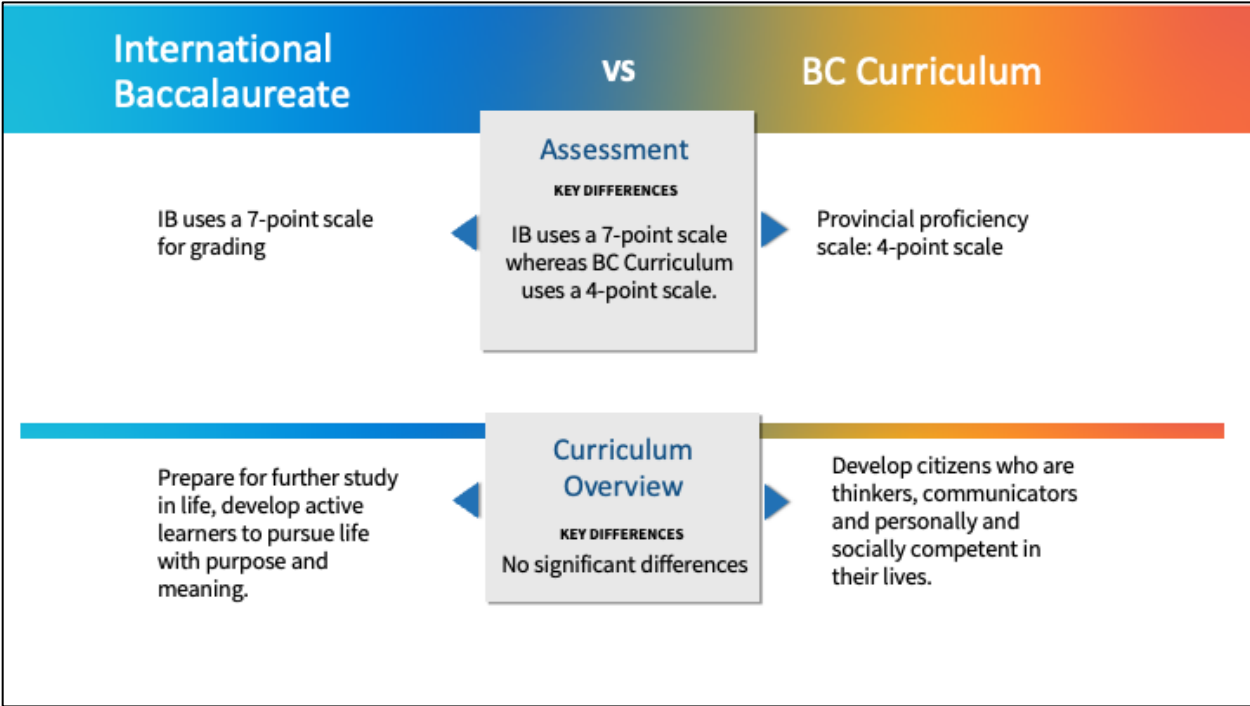 International
Baccalaureate
VS
BC Curriculum
Assessment
KEY DIFFERENCES
IB uses a 7-point scale
whereas BC Curriculum
uses a 4-point scale.
IB uses a 7-point scale
for grading
Provincial proficiency
scale: 4-point scale
Curriculum
Overview
KEY DIFFERENCES
No significant differences
Prepare for further study
in life, develop active
learners to pursue life
with purpose and
meaning.
Develop citizens who are
thinkers, communicators
and personally and
socially competent in
their lives.